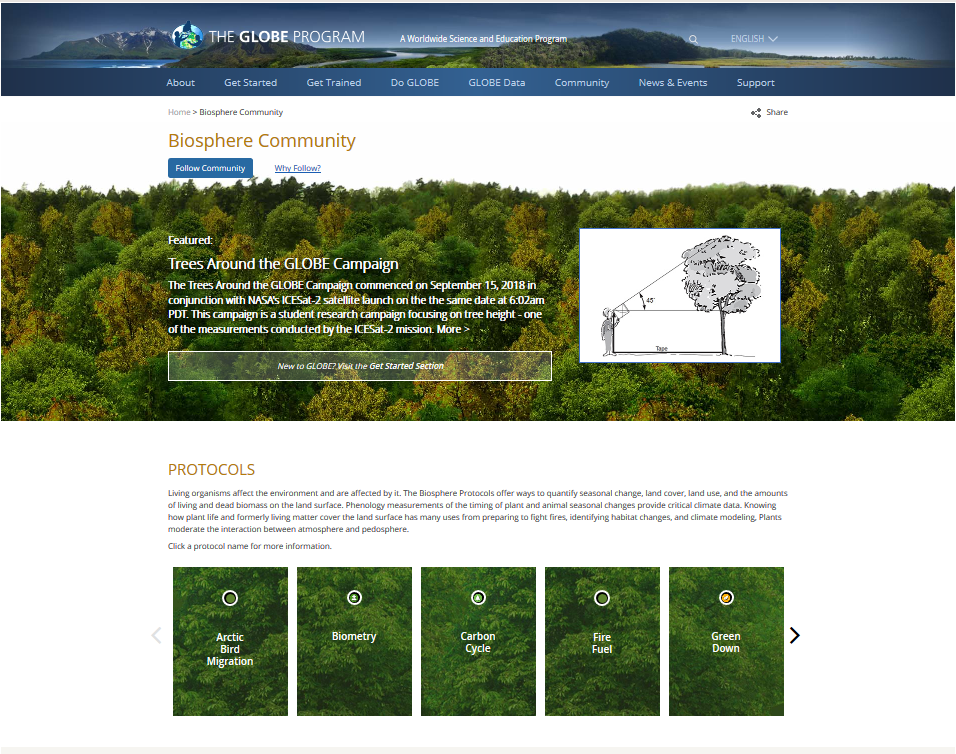 THE GLOBE PROGRAM
A Worldwide Science and Education Program
ENGLISH
About Get Started Get Trained Do GLOBE GLOBE Data Community News & Events Support
Home > Biosphere Community
Share
Biosphere Community
Follow Community
Why Follow?
Featured:
Trees Around the GLOBE Campaign
The Trees Around the GLOBE Campaign commenced on September 15, 2018 in
conjunction with NASA's ICESat-2 satellite launch on the the same date at 6:02am
PDT. This campaign is a student research campaign focusing on tree height - one
of the measurements conducted by the ICESat-2 mission. More >
New to GLOBE? Visit the Get Started Section
45°
Tape
PROTOCOLS
Living organisms affect the environment and are affected by it. The Biosphere Protocols offer ways to quantify seasonal change, land cover, land use, and the amounts
of living and dead biomass on the land surface. Phenology measurements of the timing of plant and animal seasonal changes provide critical climate data. Knowing
how plant life and formerly living matter cover the land surface has many uses from preparing to fight fires, identifying habitat changes, and climate modeling, Plants
moderate the interaction between atmosphere and pedosphere.
Click a protocol name for more information.
Arctic
Bird
Migration
Biometry
Carbon
Cycle
Fire
Fuel
Green
Down